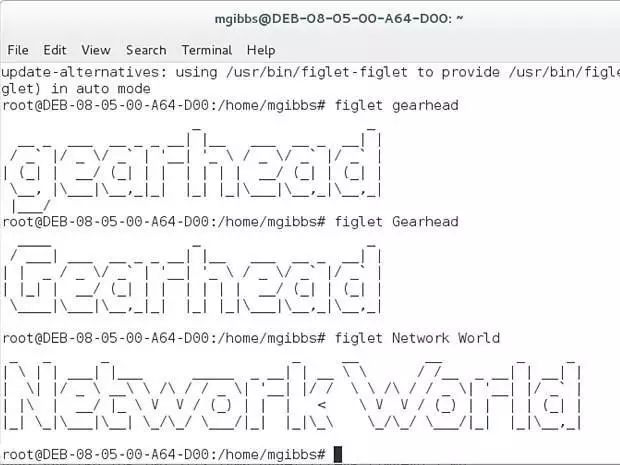 mgibbs@DEB-08-05-00-A64-D00: ~
File Edit View Search Terminal Help
update-alternatives: using /usr/bin/figlet-figlet to provide /usr/bin/figle
glet) in auto mode
root@DEB-08-05-00-A64-D00:/home/mgibbs# figlet gearhead
gearhead
root@DEB-08-05-00-A64-D00:/home/mgibbs# figlet Gearhead
Gearhead
root@DEB-08-05-00-A64-D00:/home/mgibbs# figlet Network World
Network World
root@DEB-08-05-00-A64-D00:/home/mgibbs#